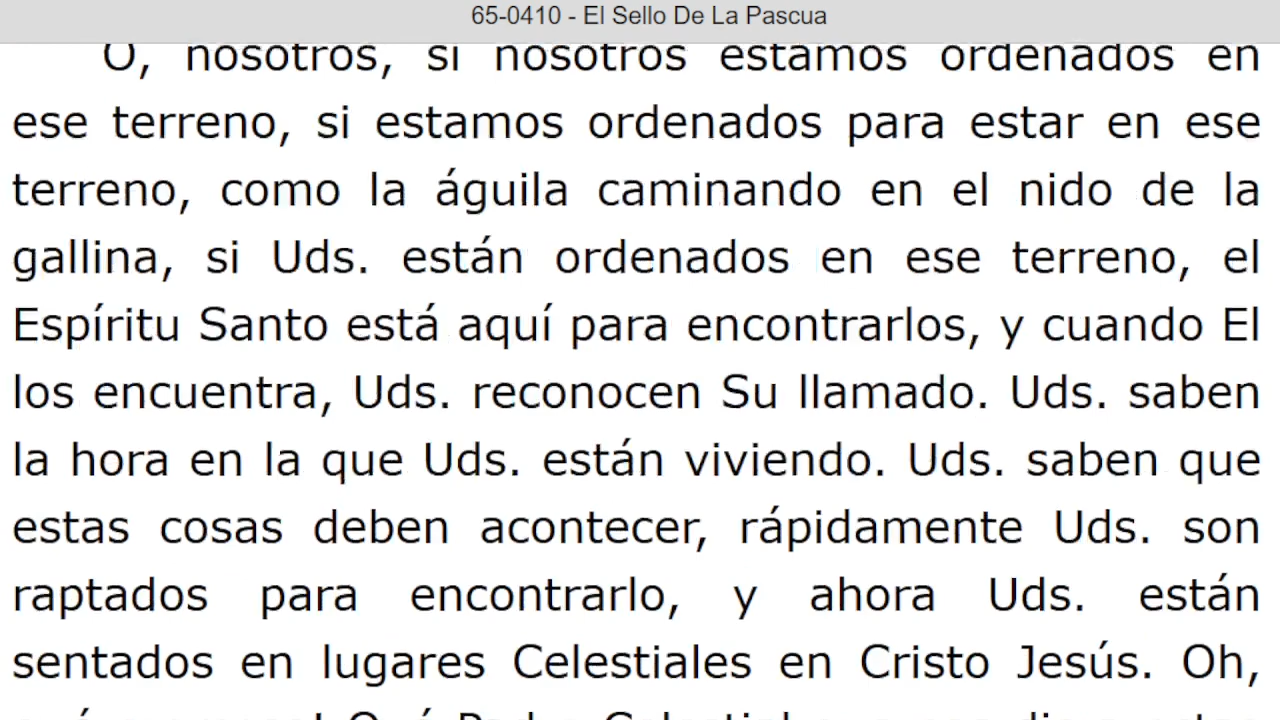 65-0410 - El Sello De La Pascua
O, nosotros, si nosotros estamos ordenados en
ese terreno, si estamos ordenados para estar en ese
terreno, como la águila caminando en el nido de la
gallina, si Uds. están ordenados en ese terreno, el
Espíritu Santo está aquí para encontrarlos, y cuando El
los encuentra, Uds. reconocen Su llamado. Uds. saben
la hora en la que Uds. están viviendo. Uds. saben que
estas cosas deben acontecer, rápidamente Uds. son
raptados para encontrarlo, y ahora Uds. están
sentados en lugares Celestiales en Cristo Jesús. Oh,